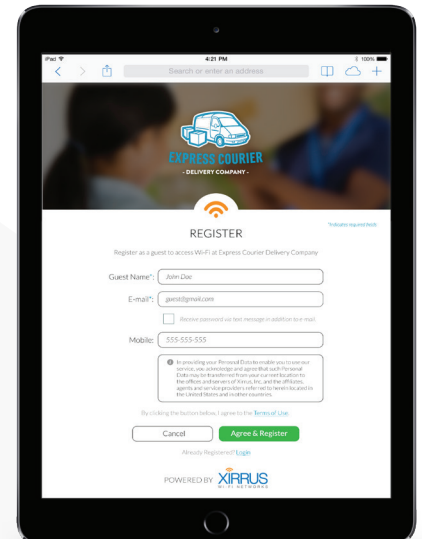 iPad
4:21 PM
100%
Search or enter an address
EXPRESS COURIER
- DELIVERY COMPANY -
*Indicates required fields
REGISTER
Register as a guest to access Wi-Fi at Express Courier Delivery Company
Guest Name*: John Doe
E-mail*: guest@gmail.com
Receive password via text message in addition to e-mail.
Mobile: 555-555-555
In providing your Personal Data to enable you to use our
service, you acknowledge and agree that such Personal
Data may be transferred from your current location to
the offices and servers of Xirrus, Inc. and the affiliates,
agents and service providers referred to herein located in
the United States and in other countries.
By clicking the button below, I agree to the Terms of Use.
Cancel
Agree & Register
Already Registered? Login
POWERED BY XIRRUS
WI-FI NETWORKS